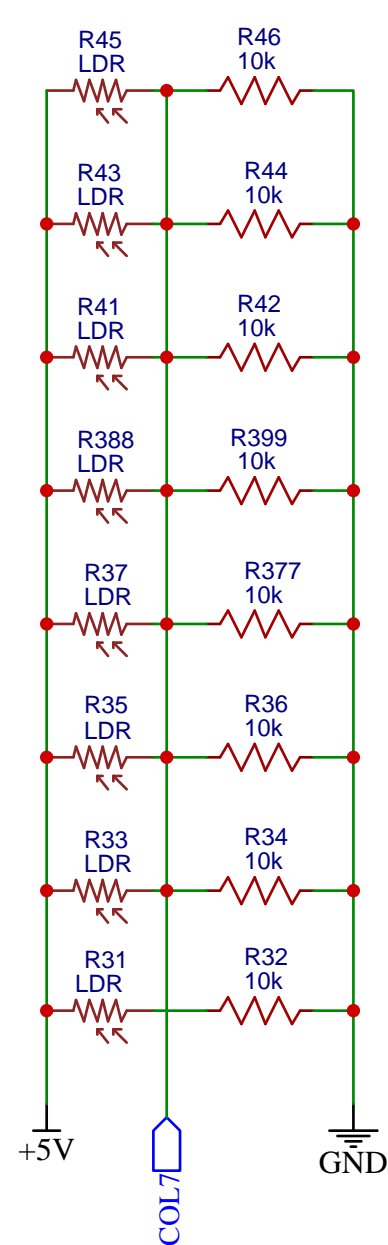 R45
LDR
R46
10k
R43
LDR
R44
10k
R41
LDR
R42
10k
R388
LDR
R399
10k
R37
LDR
R377
10k
R35
LDR
R36
10k
R33
LDR
R34
10k
R31
LDR
R32
10k
+5V
COL7
GND